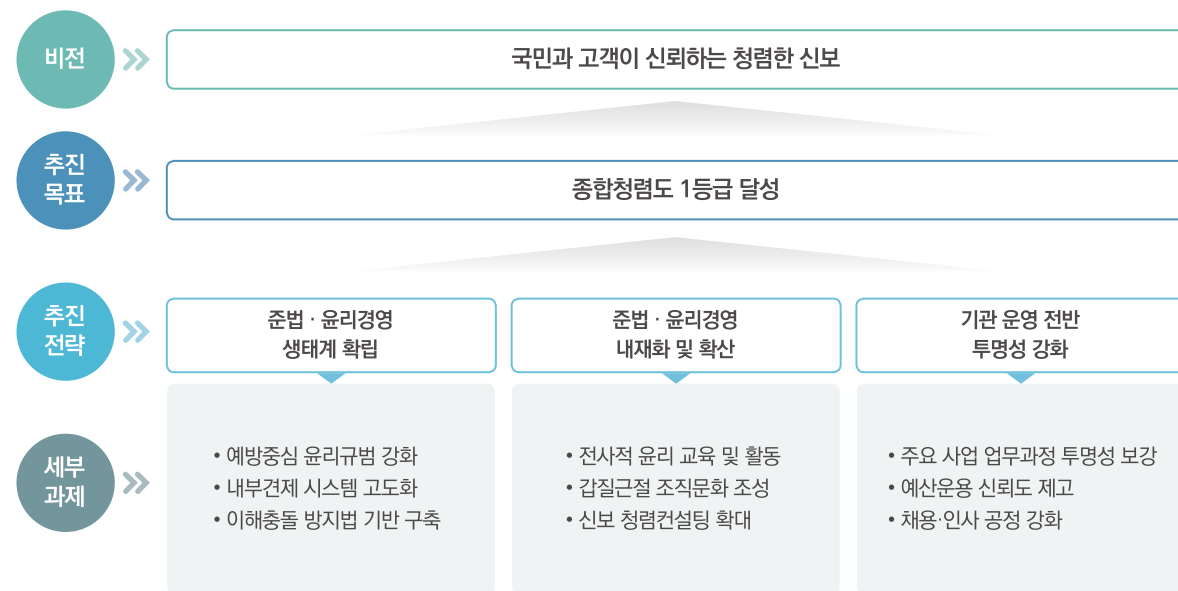 비전
국민과 고객이 신뢰하는 청렴한 신보
추진
목표
종합청렴도 1등급 달성
추진
전략
준법 · 윤리경영
생태계 확립
준법 · 윤리경영
내재화 및 확산
기관 운영 전반
투명성 강화
세부
과제
• 예방중심 윤리규범 강화
• 내부견제 시스템 고도화
• 이해충돌 방지법 기반 구축
• 전사적 윤리 교육 및 활동
• 갑질근절 조직문화 조성
• 신보 청렴컨설팅 확대
• 주요 사업 업무과정 투명성 보강
• 예산운용 신뢰도 제고
• 채용·인사 공정 강화